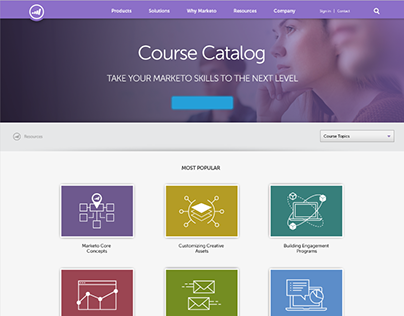 Products Solutions Why Marketo Resources Company Sign in | Contact
Course Catalog
TAKE YOUR MARKETO SKILLS TO THE NEXT LEVEL
Resources
Course Topics
MOST POPULAR
Marketo Core Concepts
Customizing Creative Assets
Building Engagement Programs